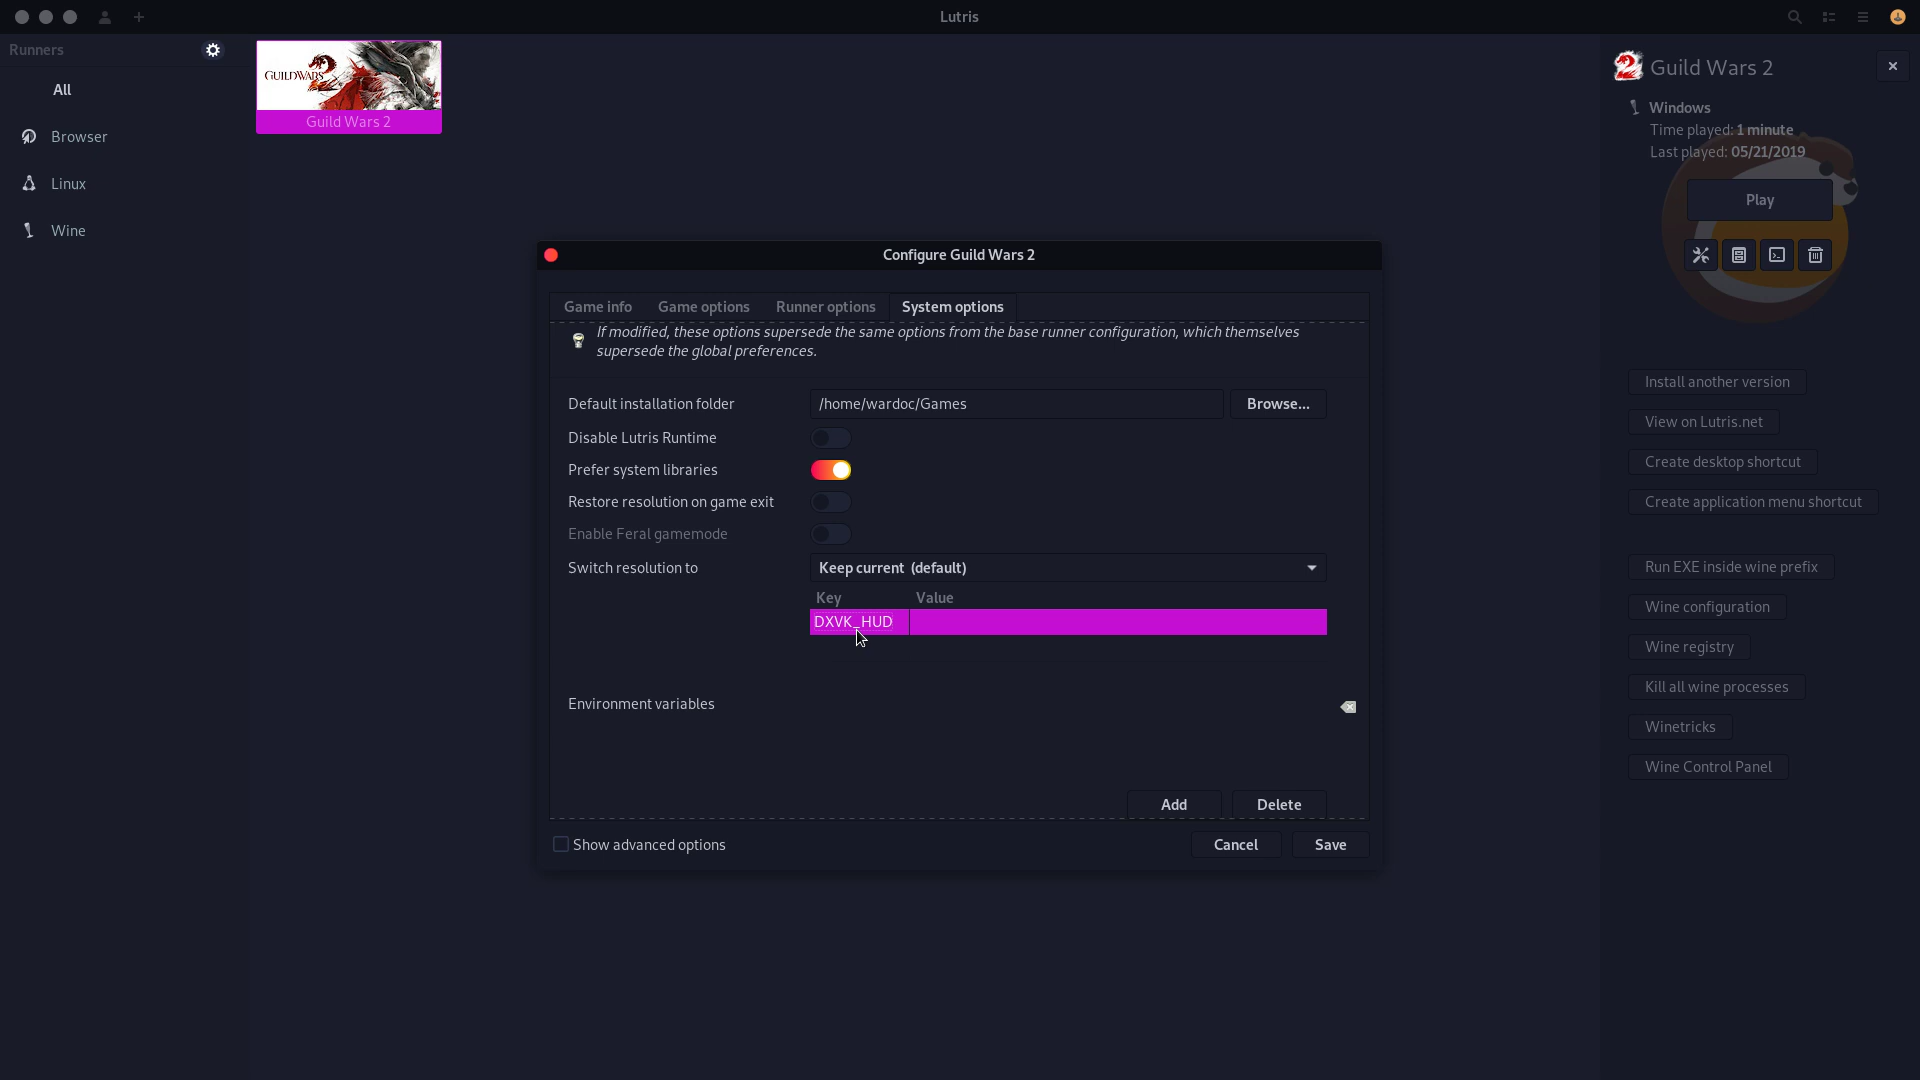 Lutris
Runners
All
Browser
Linux
Wine
GUILD WARS 2
Guild Wars 2
Guild Wars 2
Windows
Time played: 1 minute
Last played: 05/21/2019
Play
Install another version
View on Lutris.net
Create desktop shortcut
Create application menu shortcut
Run EXE inside wine prefix
Wine configuration
Wine registry
Kill all wine processes
Winetricks
Wine Control Panel
Configure Guild Wars 2
Game info Game options Runner options System options
If modified, these options supersede the same options from the base runner configuration, which themselves
supersede the global preferences.
Default installation folder /home/wardoc/Games Browse...
Disable Lutris Runtime
Prefer system libraries
Restore resolution on game exit
Enable Feral gamemode
Switch resolution to Keep current (default)
Key Value
DXVK_HUD
Environment variables
Add Delete
Show advanced options Cancel Save